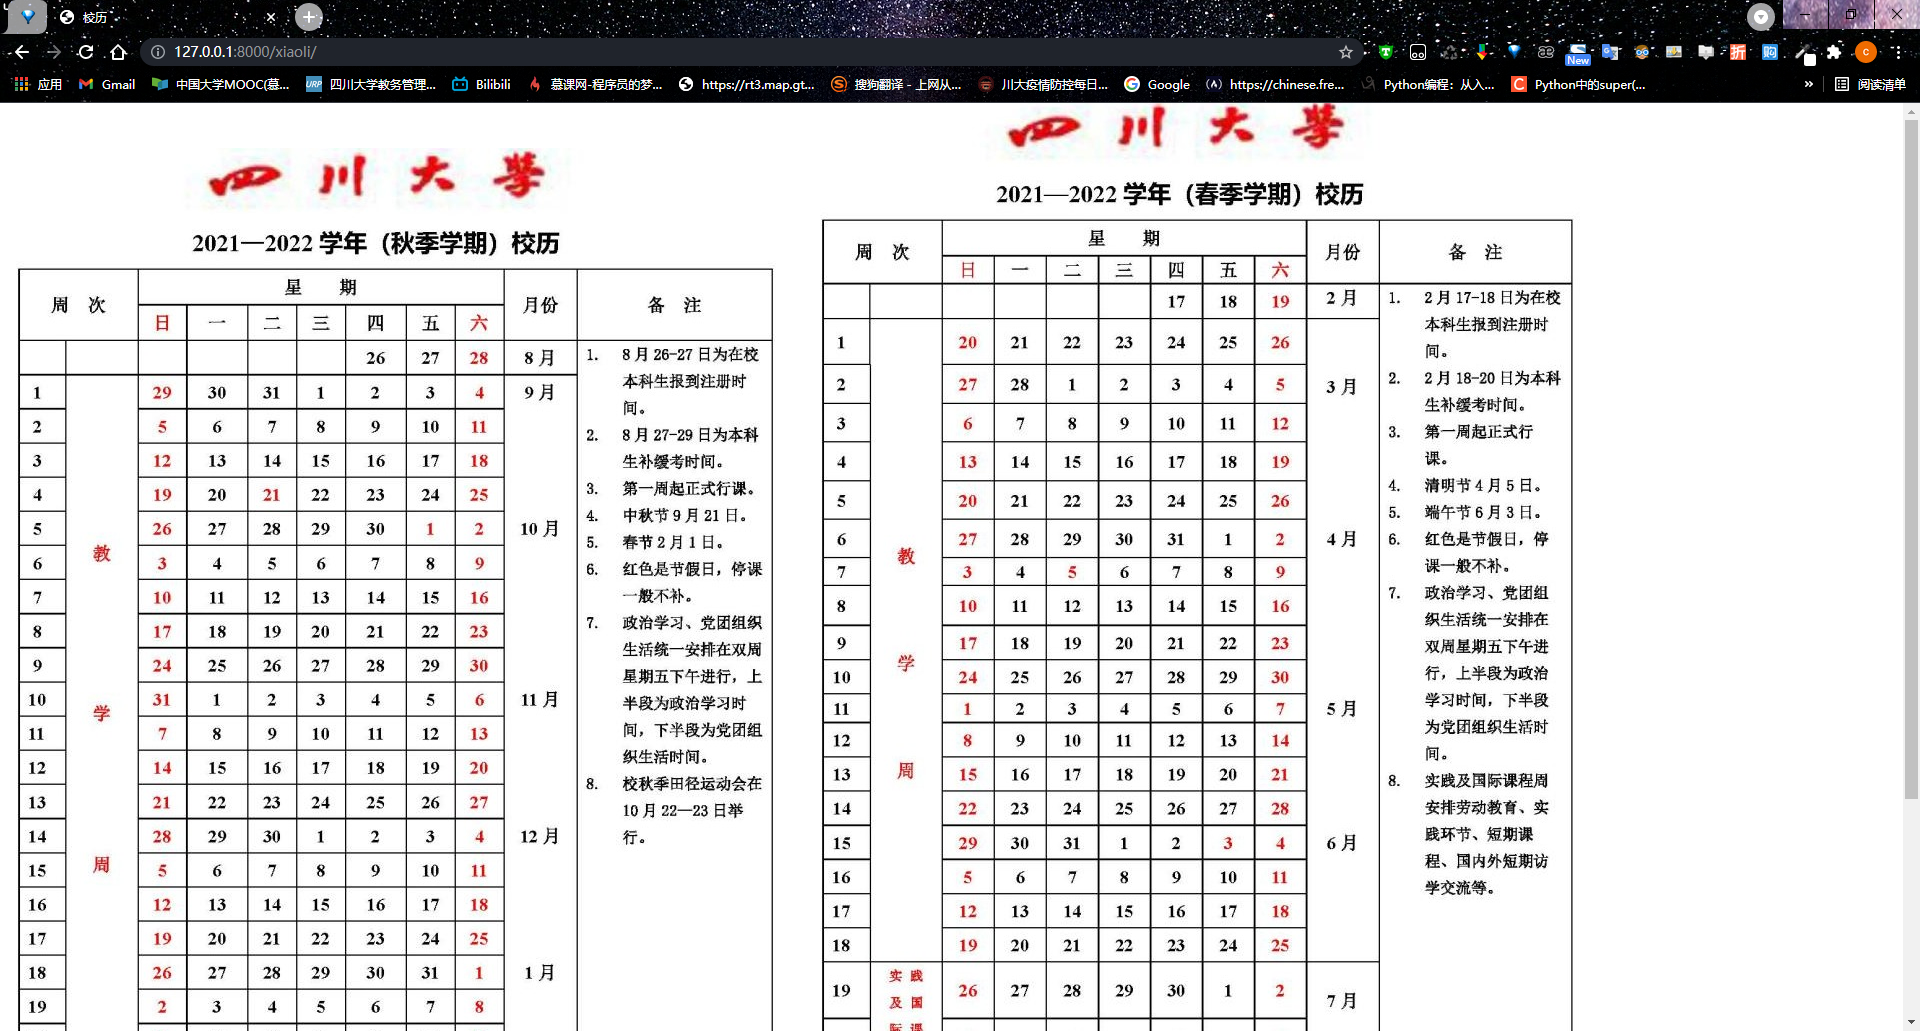 校历
127.0.0.1:8000/xiaoli/
New
折
购
c
应用 Gmail 中国大学MOOC(慕... 四川大学教务管理... Bilibili 慕课网-程序员的梦... https://rt3.map.gt... 搜狗翻译 - 上网从... 川大疫情防控每日... Google https://chinese.fre... Python编程：从入... Python中的super(... » 阅读清单
四川大學
2021—2022 学年（秋季学期）校历
周 次 星 期 月份 备 注
日 一 二 三 四 五 六
26 27 28 8 月
1 29 30 31 1 2 3 4 9 月
2 5 6 7 8 9 10 11
3 12 13 14 15 16 17 18
4 19 20 21 22 23 24 25
5 26 27 28 29 30 1 2 10 月
6 3 4 5 6 7 8 9
7 10 11 12 13 14 15 16
8 17 18 19 20 21 22 23
9 24 25 26 27 28 29 30
10 31 1 2 3 4 5 6 11 月
11 7 8 9 10 11 12 13
12 14 15 16 17 18 19 20
13 21 22 23 24 25 26 27
14 28 29 30 1 2 3 4 12 月
15 5 6 7 8 9 10 11
16 12 13 14 15 16 17 18
17 19 20 21 22 23 24 25
18 26 27 28 29 30 31 1 1 月
19 2 3 4 5 6 7 8
教
学
周
1. 8 月 26-27 日为在校
本科生报到注册时
间。
2. 8 月 27-29 日为本科
生补缓考时间。
3. 第一周起正式行课。
4. 中秋节 9 月 21 日。
5. 春节 2 月 1 日。
6. 红色是节假日，停课
一般不补。
7. 政治学习、党团组织
生活统一安排在双周
星期五下午进行，上
半段为政治学习时
间，下半段为党团组
织生活时间。
8. 校秋季田径运动会在
10 月 22—23 日举
行。
四川大學
2021—2022 学年（春季学期）校历
周 次 星 期 月份 备 注
日 一 二 三 四 五 六
17 18 19 2 月
1 20 21 22 23 24 25 26
2 27 28 1 2 3 4 5 3 月
3 6 7 8 9 10 11 12
4 13 14 15 16 17 18 19
5 20 21 22 23 24 25 26
6 27 28 29 30 31 1 2 4 月
7 3 4 5 6 7 8 9
8 10 11 12 13 14 15 16
9 17 18 19 20 21 22 23
10 24 25 26 27 28 29 30
11 1 2 3 4 5 6 7 5 月
12 8 9 10 11 12 13 14
13 15 16 17 18 19 20 21
14 22 23 24 25 26 27 28
15 29 30 31 1 2 3 4 6 月
16 5 6 7 8 9 10 11
17 12 13 14 15 16 17 18
18 19 20 21 22 23 24 25
19 26 27 28 29 30 1 2 7 月
教
学
周
实 践
及 国
际 课
1. 2 月 17-18 日为在校
本科生报到注册时
间。
2. 2 月 18-20 日为本科
生补缓考时间。
3. 第一周起正式行
课。
4. 清明节 4 月 5 日。
5. 端午节 6 月 3 日。
6. 红色是节假日，停
课一般不补。
7. 政治学习、党团组
织生活统一安排在
双周星期五下午进
行，上半段为政治
学习时间，下半段
为党团组织生活时
间。
8. 实践及国际课程周
安排劳动教育、实
践环节、短期课
程、国内外短期访
学交流等。